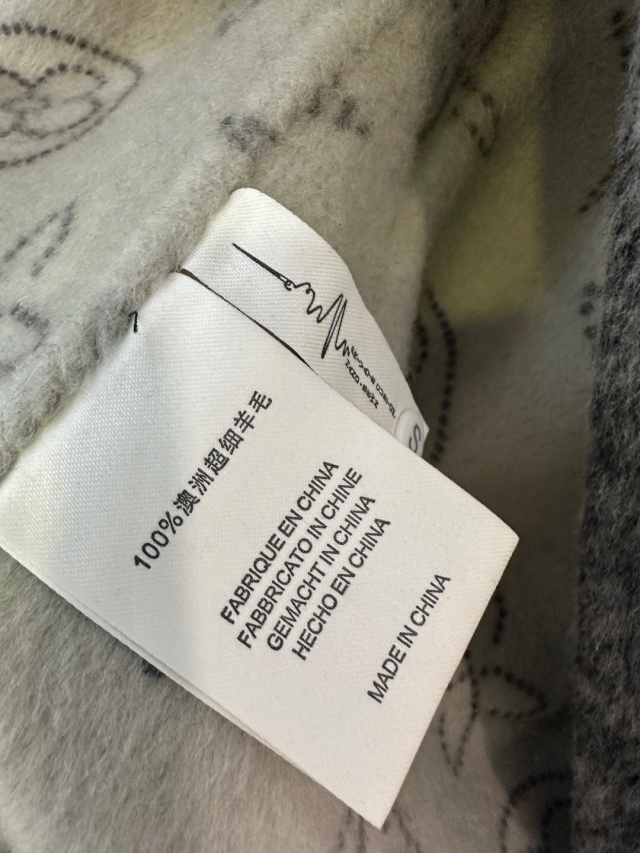 100%澳洲超细羊毛
FABRIQUE EN CHINA
FABBRICATO IN CHINE
GEMACHT IN CHINA
HECHO EN CHINA
MADE IN CHINA
S